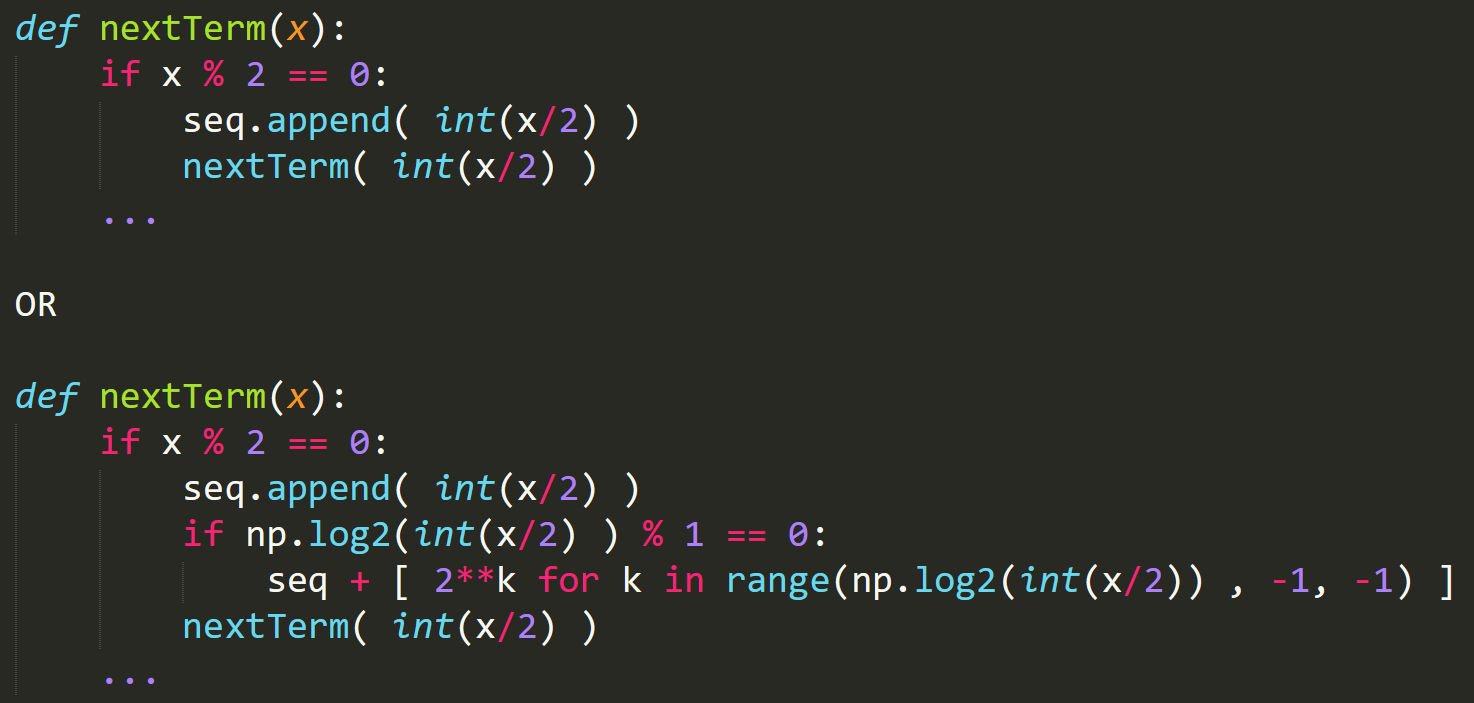 def nextTerm(x):
    if x % 2 == 0:
        seq.append( int(x/2) )
        nextTerm( int(x/2) )
    ...

OR

def nextTerm(x):
    if x % 2 == 0:
        seq.append( int(x/2) )
        if np.log2(int(x/2) ) % 1 == 0:
            seq + [ 2**k for k in range(np.log2(int(x/2)) , -1, -1) ]
        nextTerm( int(x/2) )
    ...